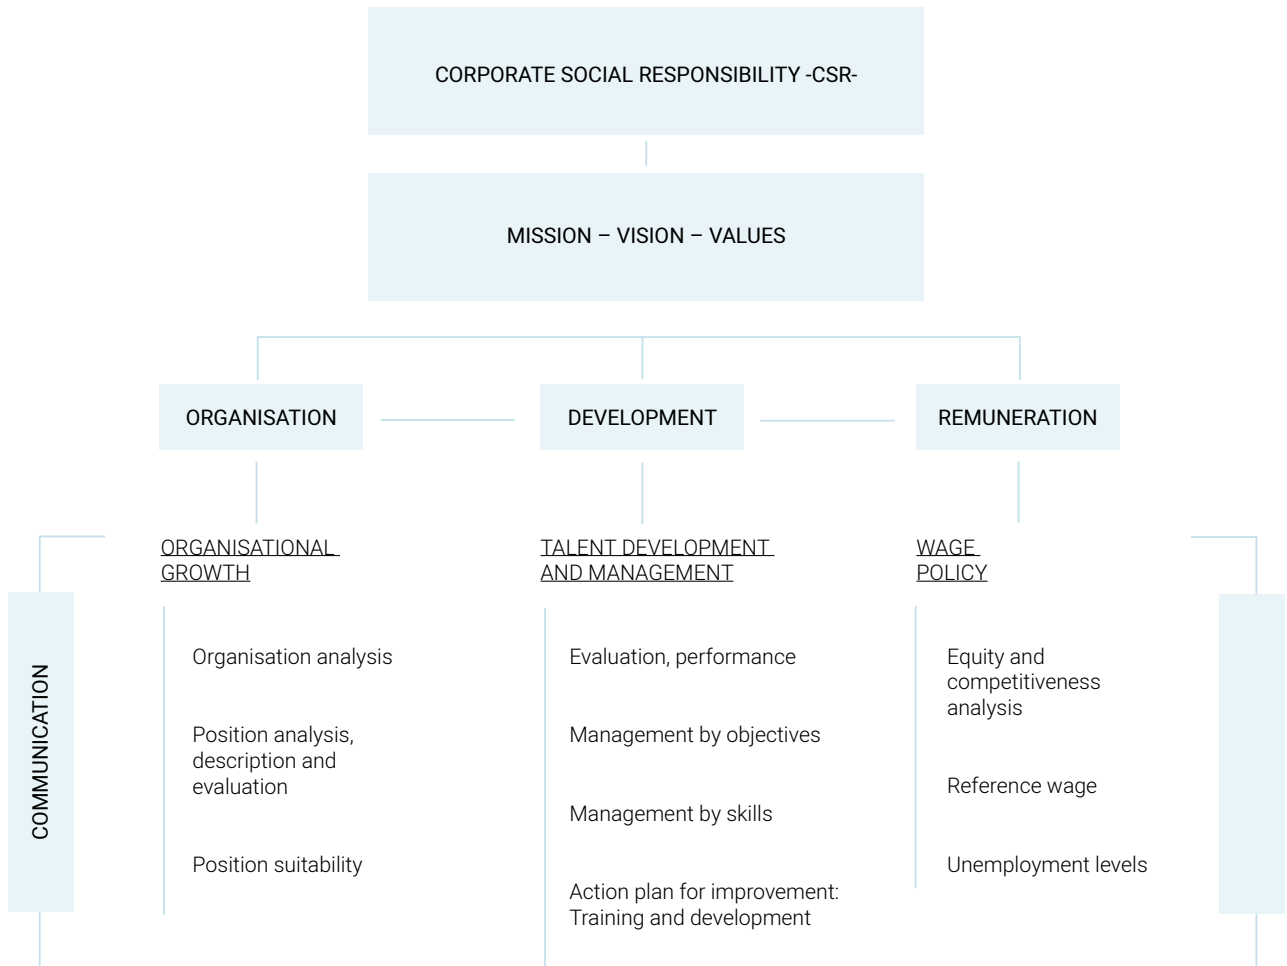 CORPORATE SOCIAL RESPONSIBILITY -CSR-
MISSION – VISION – VALUES
ORGANISATION
DEVELOPMENT
REMUNERATION
ORGANISATIONAL
GROWTH
Organisation analysis
Position analysis,
description and
evaluation
Position suitability
TALENT DEVELOPMENT
AND MANAGEMENT
Evaluation, performance
Management by objectives
Management by skills
Action plan for improvement:
Training and development
WAGE
POLICY
Equity and
competitiveness
analysis
Reference wage
Unemployment levels
COMMUNICATION